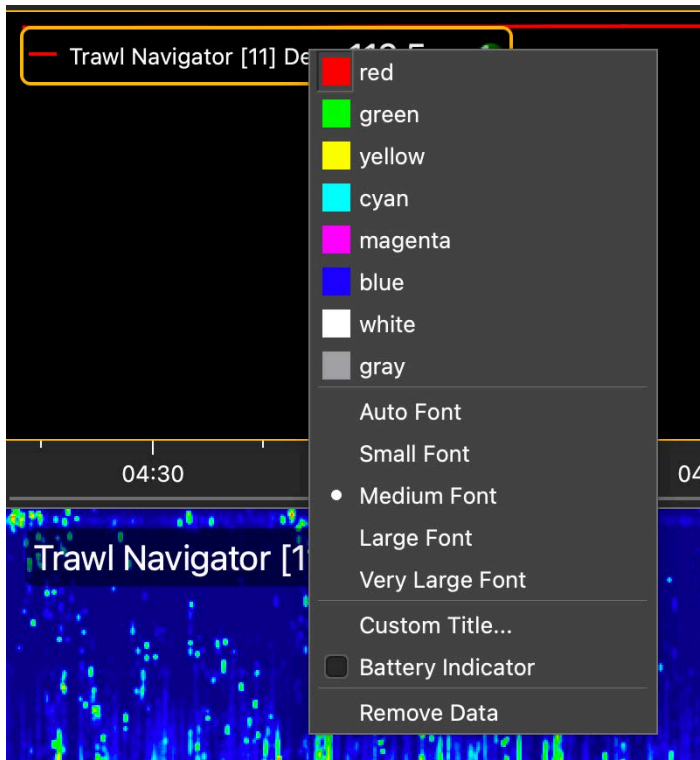 Trawl Navigator [11] De
red
green
yellow
cyan
magenta
blue
white
gray
Auto Font
Small Font
04:30
04
Medium Font
Large Font
Trawl Navigator [1
Very Large Font
Custom Title...
Battery Indicator
Remove Data